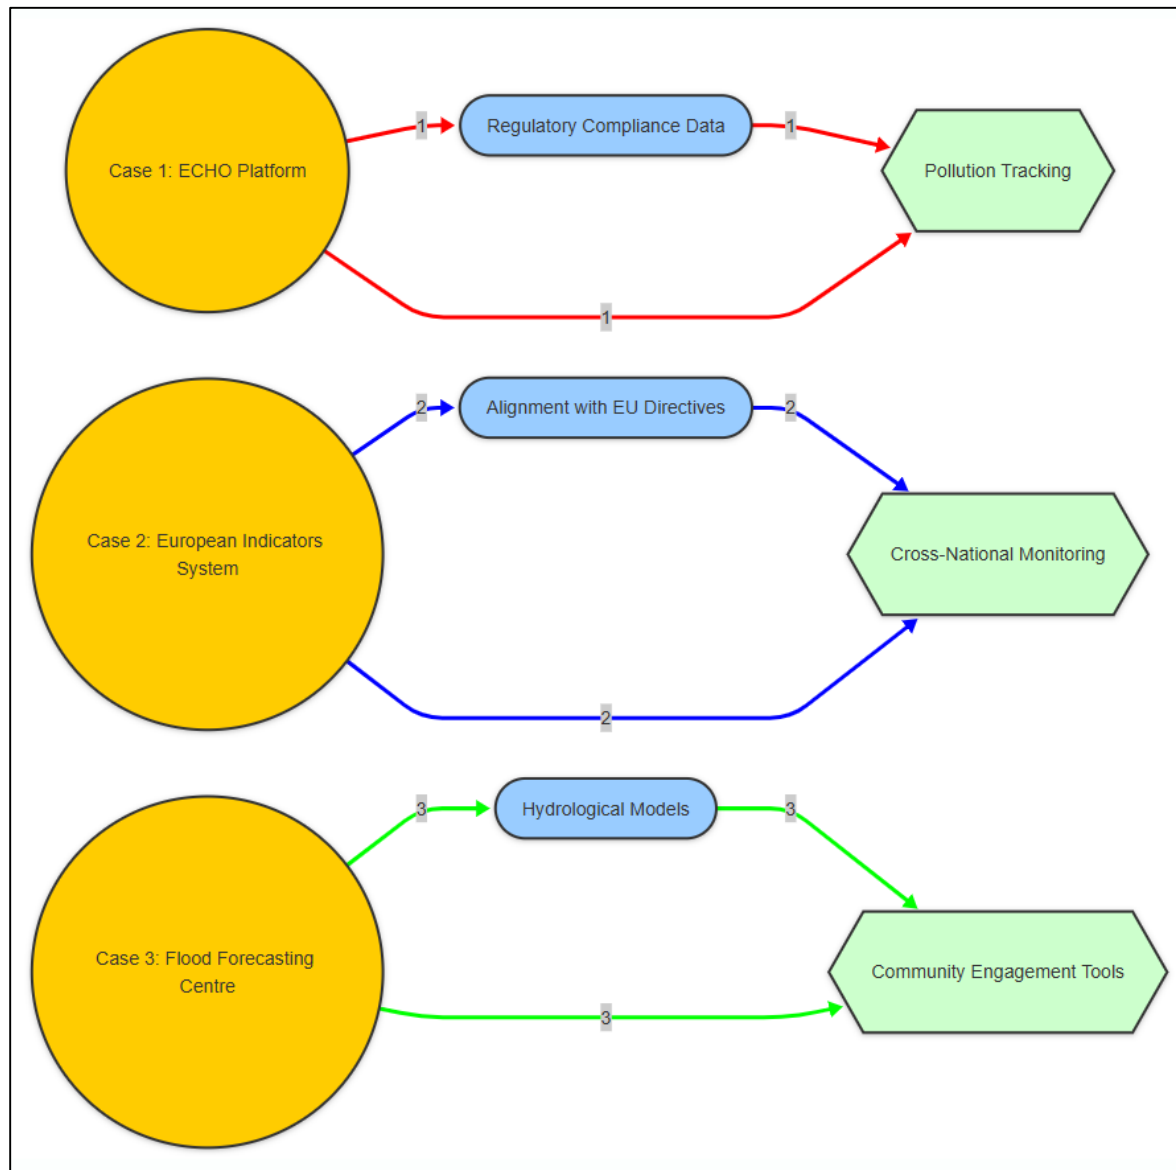 1
Regulatory Compliance Data
1
Case 1: ECHO Platform
Pollution Tracking
1
2
Alignment with EU Directives
2
Case 2: European Indicators
System
Cross-National Monitoring
2
3
Hydrological Models
3
Case 3: Flood Forecasting
Centre
Community Engagement Tools
3